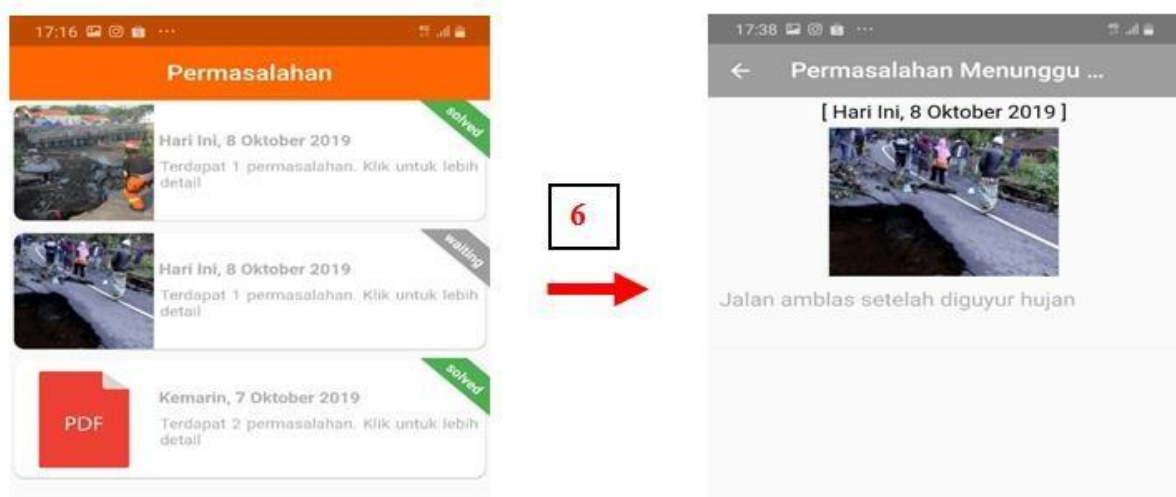 17:16
Permasalahan
solved
Hari Ini, 8 Oktober 2019
Terdapat 1 permasalahan. Klik untuk lebih
detail
waiting
Hari Ini, 8 Oktober 2019
Terdapat 1 permasalahan. Klik untuk lebih
detail
solved
PDF
Kemarin, 7 Oktober 2019
Terdapat 2 permasalahan. Klik untuk lebih
detail
6
17:38
Permasalahan Menunggu ...
[ Hari Ini, 8 Oktober 2019 ]
Jalan amblas setelah diguyur hujan